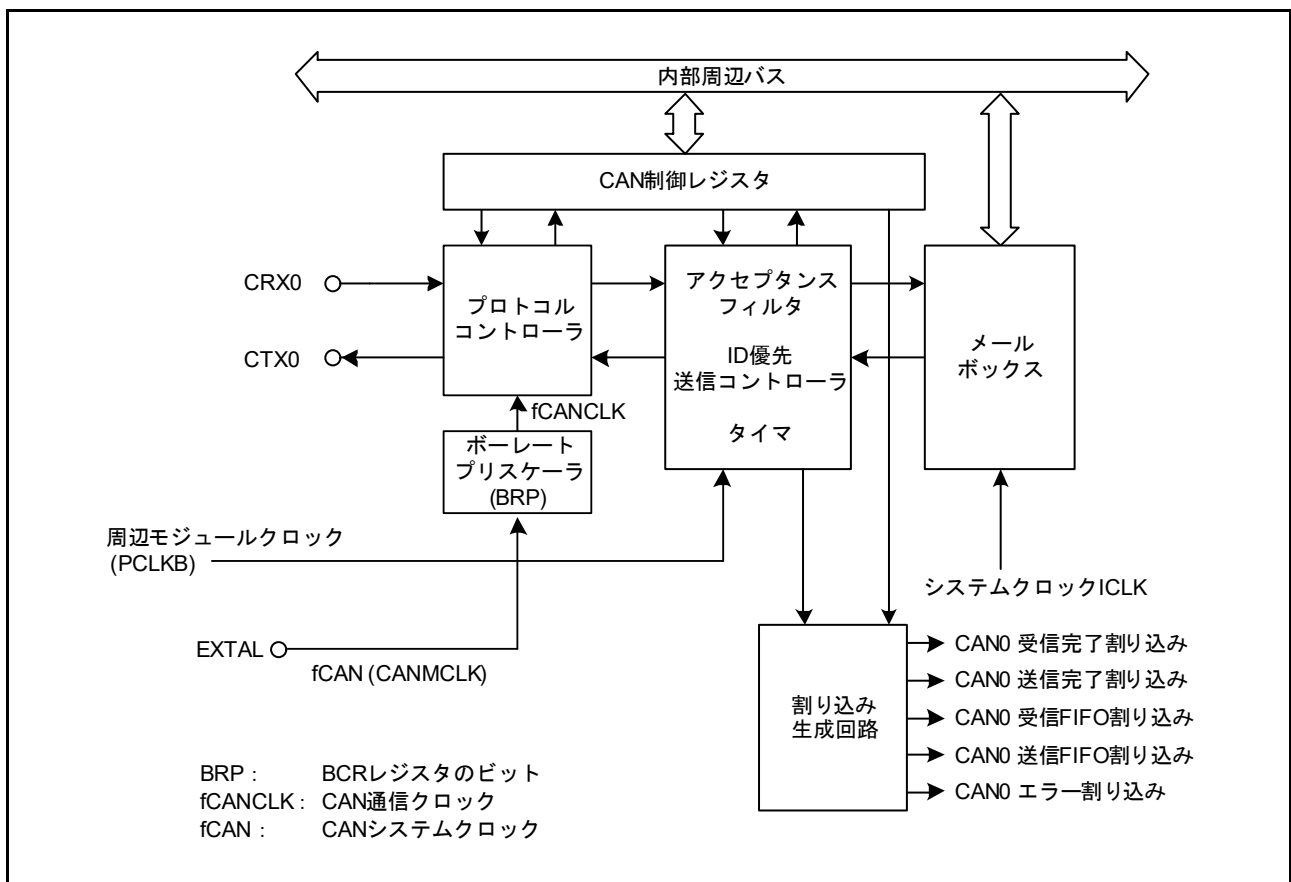 内部周辺バス
CAN制御レジスタ
CRX0
CTX0
プロトコル
コントローラ
アクセプタンス
フィルタ
ID優先
送信コントローラ
タイマ
メール
ボックス
fCANCLK
ボーレート
プリスケーラ
(BRP)
周辺モジュールクロック
(PCLKB)
EXTAL
fCAN (CANMCLK)
システムクロックICLK
割り込み
生成回路
CAN0 受信完了割り込み
CAN0 送信完了割り込み
CAN0 受信FIFO割り込み
CAN0 送信FIFO割り込み
CAN0 エラー割り込み
BRP : BCRレジスタのビット
fCANCLK : CAN通信クロック
fCAN : CANシステムクロック